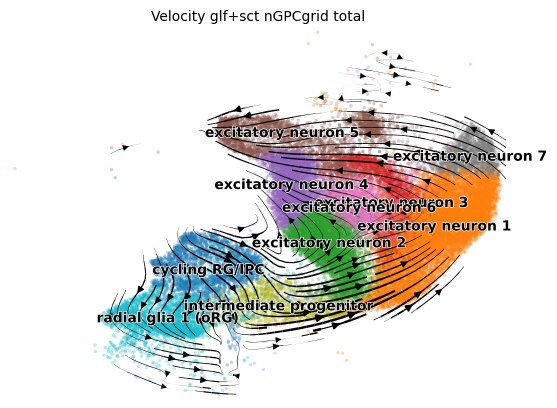 Velocity glf+sct nGPCgrid total
excitatory neuron 5
excitatory neuron 7
excitatory neuron 4
excitatory neuron 3
excitatory neuron 6
excitatory neuron 1
excitatory neuron 2
cycling RG/IPC
intermediate progenitor
radial glia 1 (oRG)